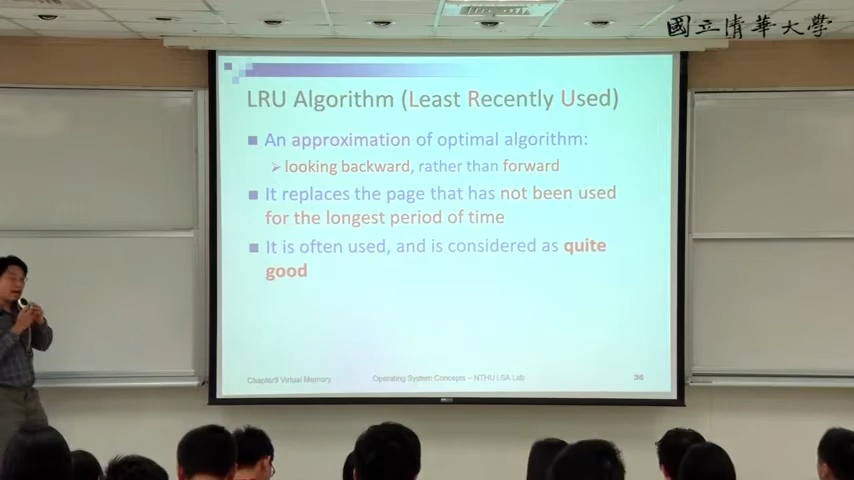 國立清華大學
LRU Algorithm (Least Recently Used)
An approximation of optimal algorithm:
looking backward, rather than forward
It replaces the page that has not been used
for the longest period of time
It is often used, and is considered as quite
good
Chapter9 Virtual Memory
Operating System Concepts – NTHU LSA Lab
36